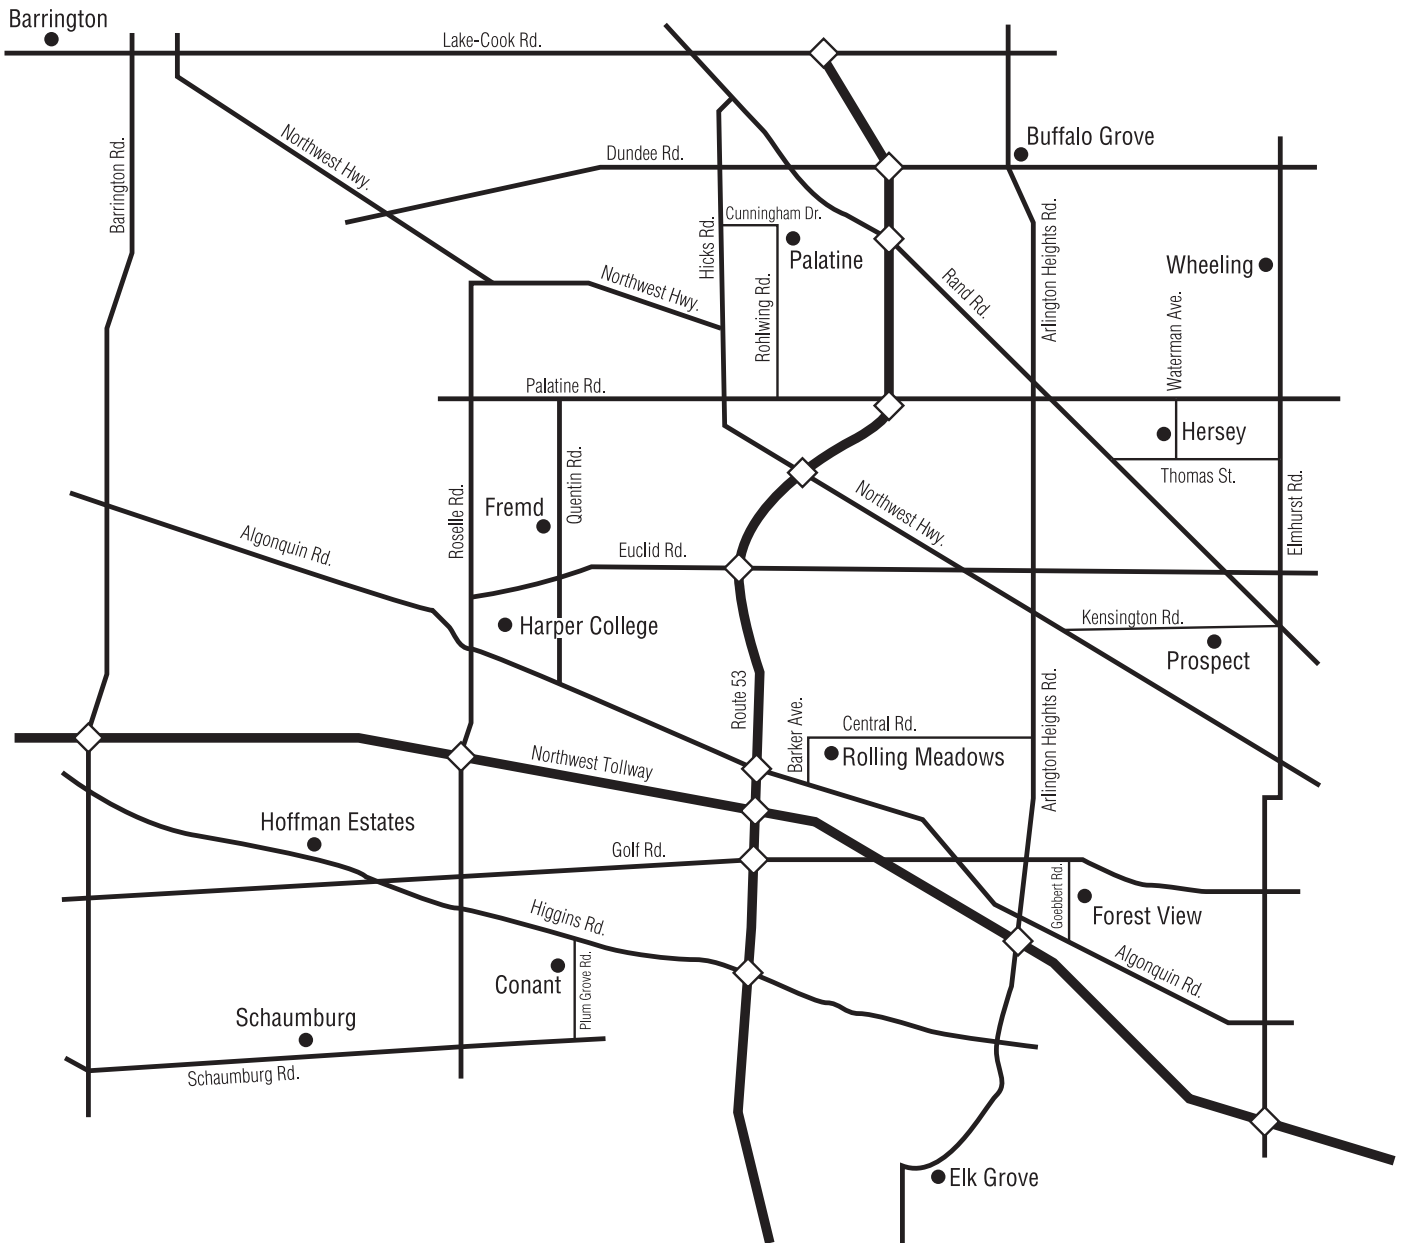 Barrington
Lake-Cook Rd.
Barrington Rd.
Northwest Hwy.
Dundee Rd.
Buffalo Grove
Cunningham Dr.
Hicks Rd.
Palatine
Rohlwing Rd.
Rand Rd.
Arlington Heights Rd.
Wheeling
Waterman Ave.
Northwest Hwy.
Palatine Rd.
Hersey
Thomas St.
Elmhurst Rd.
Roselle Rd.
Quentin Rd.
Fremd
Algonquin Rd.
Euclid Rd.
Northwest Hwy.
Harper College
Kensington Rd.
Prospect
Route 53
Barker Ave.
Central Rd.
Rolling Meadows
Arlington Heights Rd.
Northwest Tollway
Hoffman Estates
Golf Rd.
Goebbert Rd.
Forest View
Algonquin Rd.
Higgins Rd.
Conant
Plum Grove Rd.
Schaumburg
Schaumburg Rd.
Elk Grove